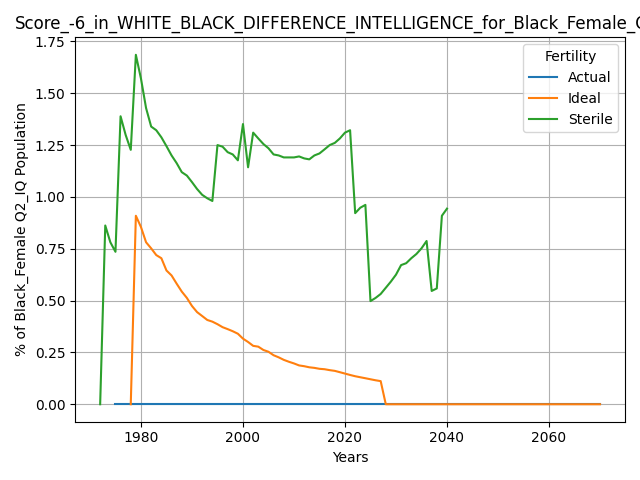 Score_-6_in_WHITE_BLACK_DIFFERENCE_INTELLIGENCE_for_Black_Female_
1.75
1.50
1.25
1.00
0.75
0.50
0.25
0.00
% of Black_Female Q2_IQ Population
Fertility
Actual
Ideal
Sterile
1980
2000
2020
2040
2060
Years